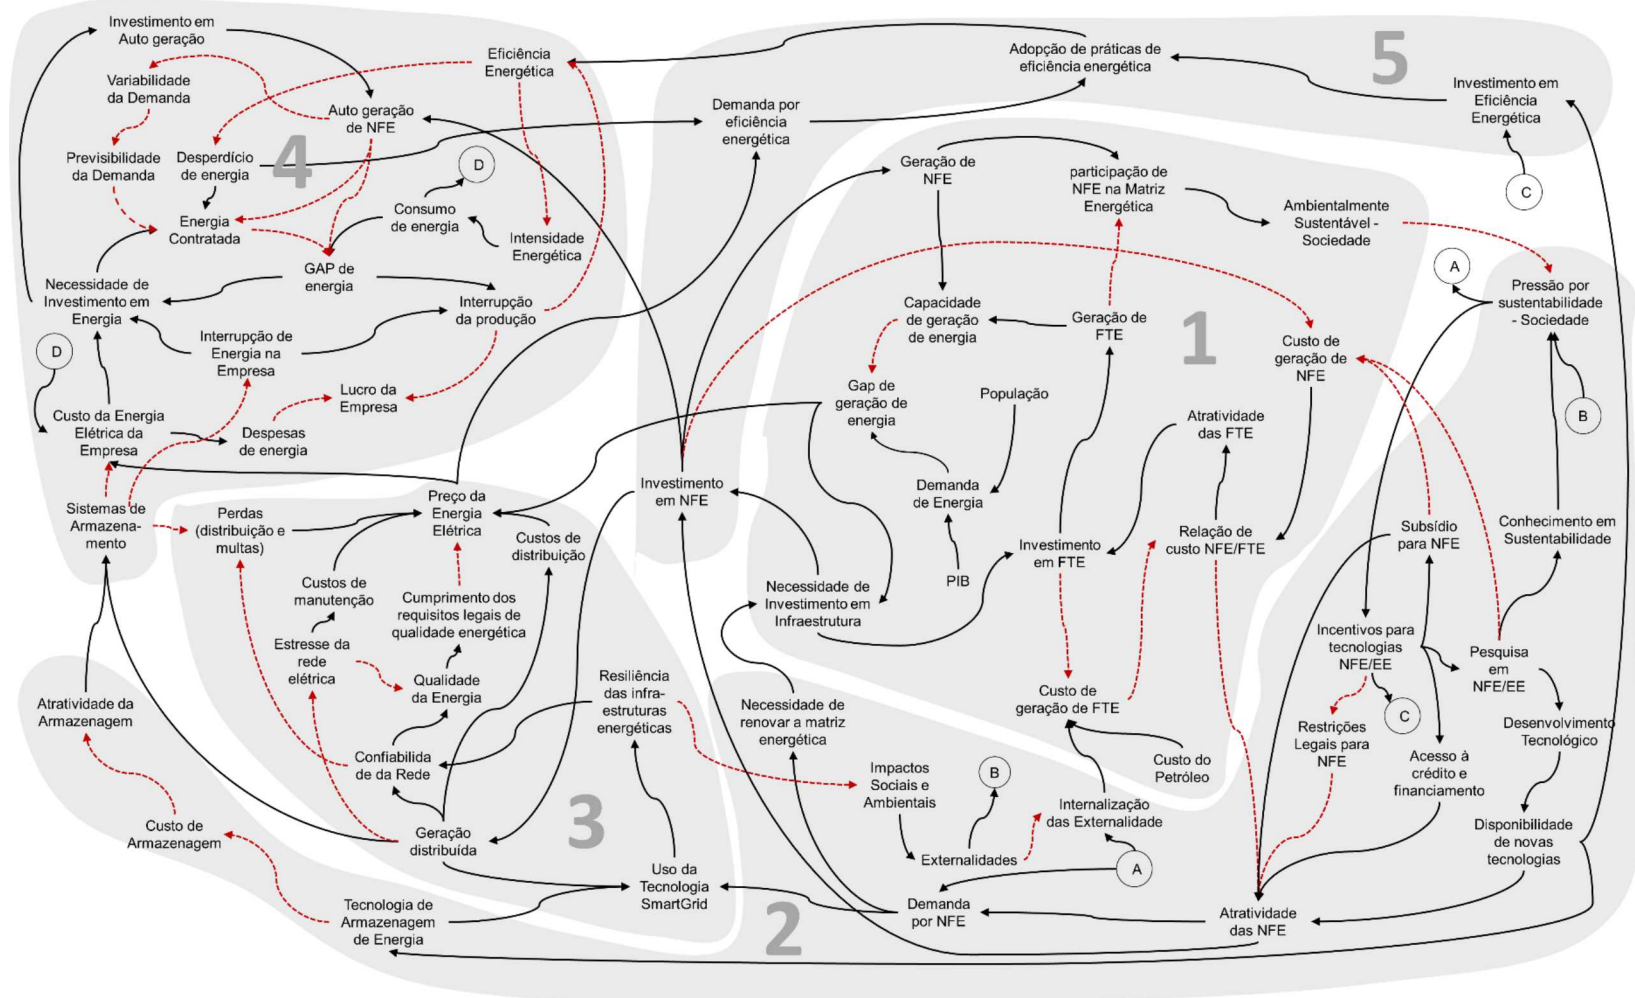 Investimento em
Auto geração
Variabilidade
da Demanda
Previsibilidade
da Demanda
Desperdício
de energia
Eficiência
Energética
Auto geração
de NFE
4
D
Consumo
de energia
Energia
Contratada
Intensidade
Energética
GAP de
energia
Necessidade de
Investimento em
Energia
Interrupção
da produção
Interrupção de
Energia na
Empresa
D
Lucro da
Empresa
Custo da Energia
Elétrica da
Empresa
Despesas
de energia
Sistemas de
Armazena-
mento
Adopção de práticas de
eficiência energética
5
Investimento em
Eficiência
Energética
Demanda por
eficiência
energética
C
Geração de
NFE
participação de
NFE na Matriz
Energética
Ambientalmente
Sustentável -
Sociedade
A
Pressão por
sustentabilidade
- Sociedade
Capacidade
de geração
de energia
Geração de
FTE
1
Custo de
geração de
NFE
Gap de
geração de
energia
População
Atratividade
das FTE
B
Demanda
de Energia
Investimento
em NFE
Relação de
custo NFE/FTE
Subsídio
para NFE
Conhecimento em
Sustentabilidade
Investimento
em FTE
PIB
Necessidade de
Investimento em
Infraestrutura
Perdas
(distribuição e
multas)
Preço da
Energia
Elétrica
Custos de
distribuição
Custos de
manutenção
Cumprimento dos
requisitos legais de
qualidade energética
Estresse da
rede
elétrica
Qualidade
da Energia
Resiliência
das infra-
estruturas
energéticas
Necessidade de
renovar a matriz
energética
Custo de
geração de FTE
Custo do
Petróleo
Incentivos para
tecnologias
NFE/EE
Pesquisa
em
NFE/EE
C
Restrições
Legais para
NFE
Desenvolvimento
Tecnológico
Acesso à
crédito e
financiamento
Atratividade da
Armazenagem
Confiabilida
de da Rede
Impactos
Sociais e
Ambientais
B
Internalização
das Externalidade
Custo de
Armazenagem
Geração
distribuída
3
Disponibilidade
de novas
tecnologias
Externalidades
A
Uso da
Tecnologia
SmartGrid
Tecnologia de
Armazenagem
de Energia
2
Demanda
por NFE
Atratividade
das NFE